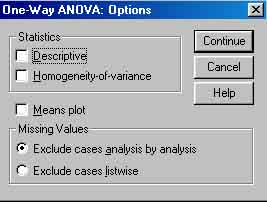 One-Way ANOVA: Options
Statistics
Descriptive
Homogeneity-of-variance
Means plot
Missing Values
Exclude cases analysis by analysis
Exclude cases listwise
Continue
Cancel
Help